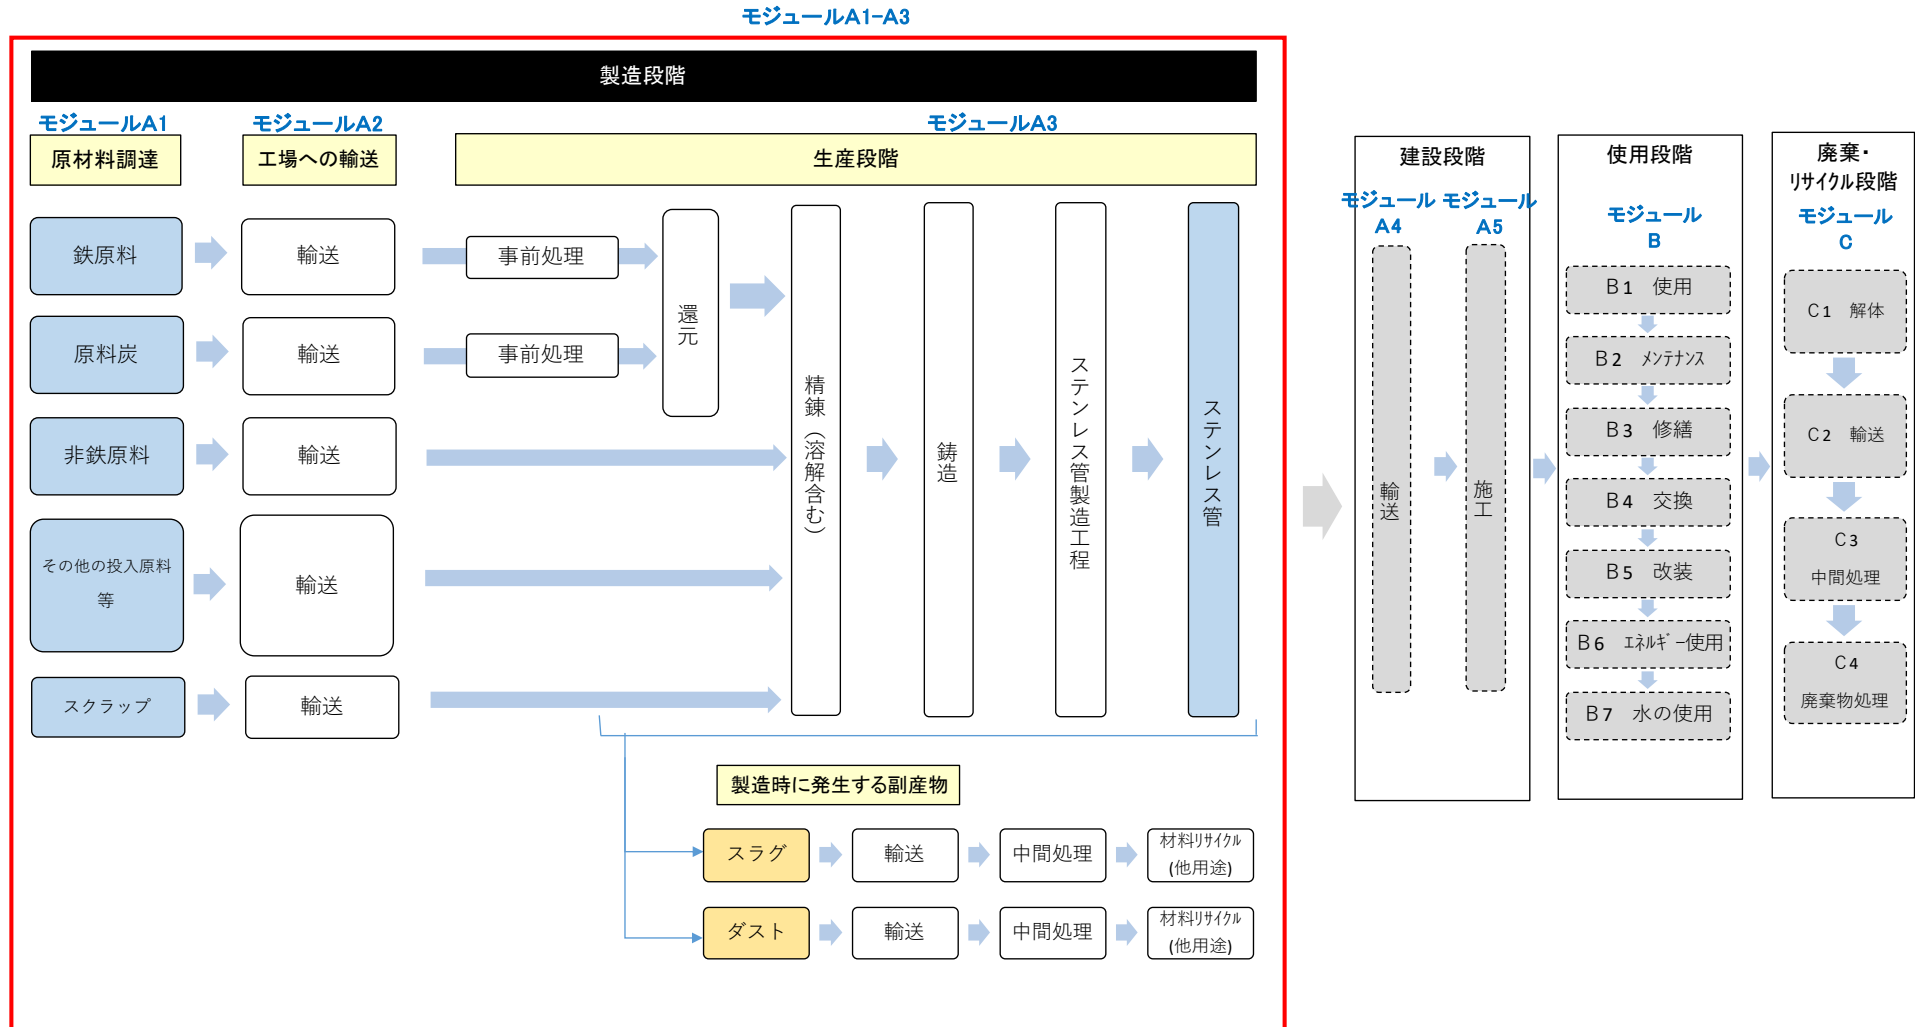 モジュールA1-A3
製造段階
モジュールA1
モジュールA2
モジュールA3
原材料調達
工場への輸送
生産段階
鉄原料
輸送
事前処理
原料炭
輸送
事前処理
還元
非鉄原料
輸送
その他の投入原料
等
輸送
スクラップ
輸送
精錬（溶解含む）
鋳造
ステンレス管製造工程
ステンレス管
製造時に発生する副産物
スラグ
輸送
中間処理
材料ﾘｻｲｸﾙ
(他用途)
ダスト
輸送
中間処理
材料ﾘｻｲｸﾙ
(他用途)
建設段階
モジュール
A4
モジュール
A5
輸送
施工
使用段階
モジュール
B
B1　使用
B2　ﾒﾝﾃﾅﾝｽ
B3　修繕
B4　交換
B5　改装
B6　ｴﾈﾙｷﾞｰ使用
B7　水の使用
廃棄・
ﾘｻｲｸﾙ段階
モジュール
C
C1　解体
C2　輸送
C3
中間処理
C4
廃棄物処理